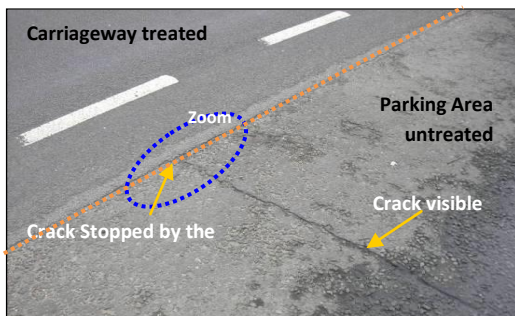 Carriageway treated
Parking Area
untreated
Zoom
Crack Stopped by the
Crack visible